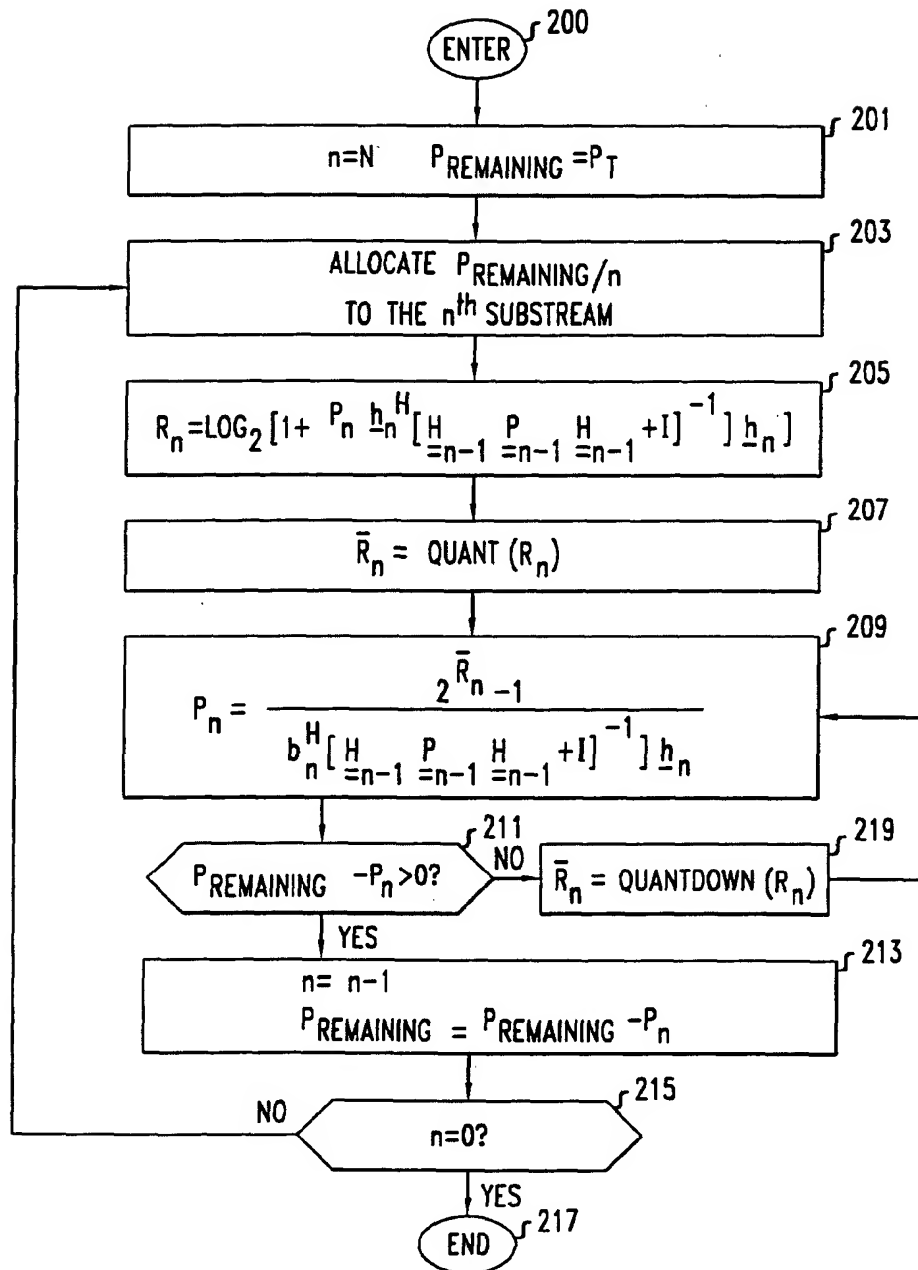 200
ENTER
201
n=N P_REMAINING =P_T
203
ALLOCATE P_REMAINING/n
TO THE n^th SUBSTREAM
205
R_n=LOG_2[1+ P_n h_n^H[H_n-1 P_n-1 H_n-1 +I]^-1] h_n]
207
R̄_n = QUANT (R_n)
209
P_n = 2^R̄_n -1 / b_n^H[H_n-1 P_n-1 H_n-1 +I]^-1] h_n
211
P_REMAINING -P_n>0?
NO
219
R̄_n = QUANTDOWN (R_n)
YES
213
n= n-1
P_REMAINING = P_REMAINING -P_n
215
NO
n=0?
YES
217
END